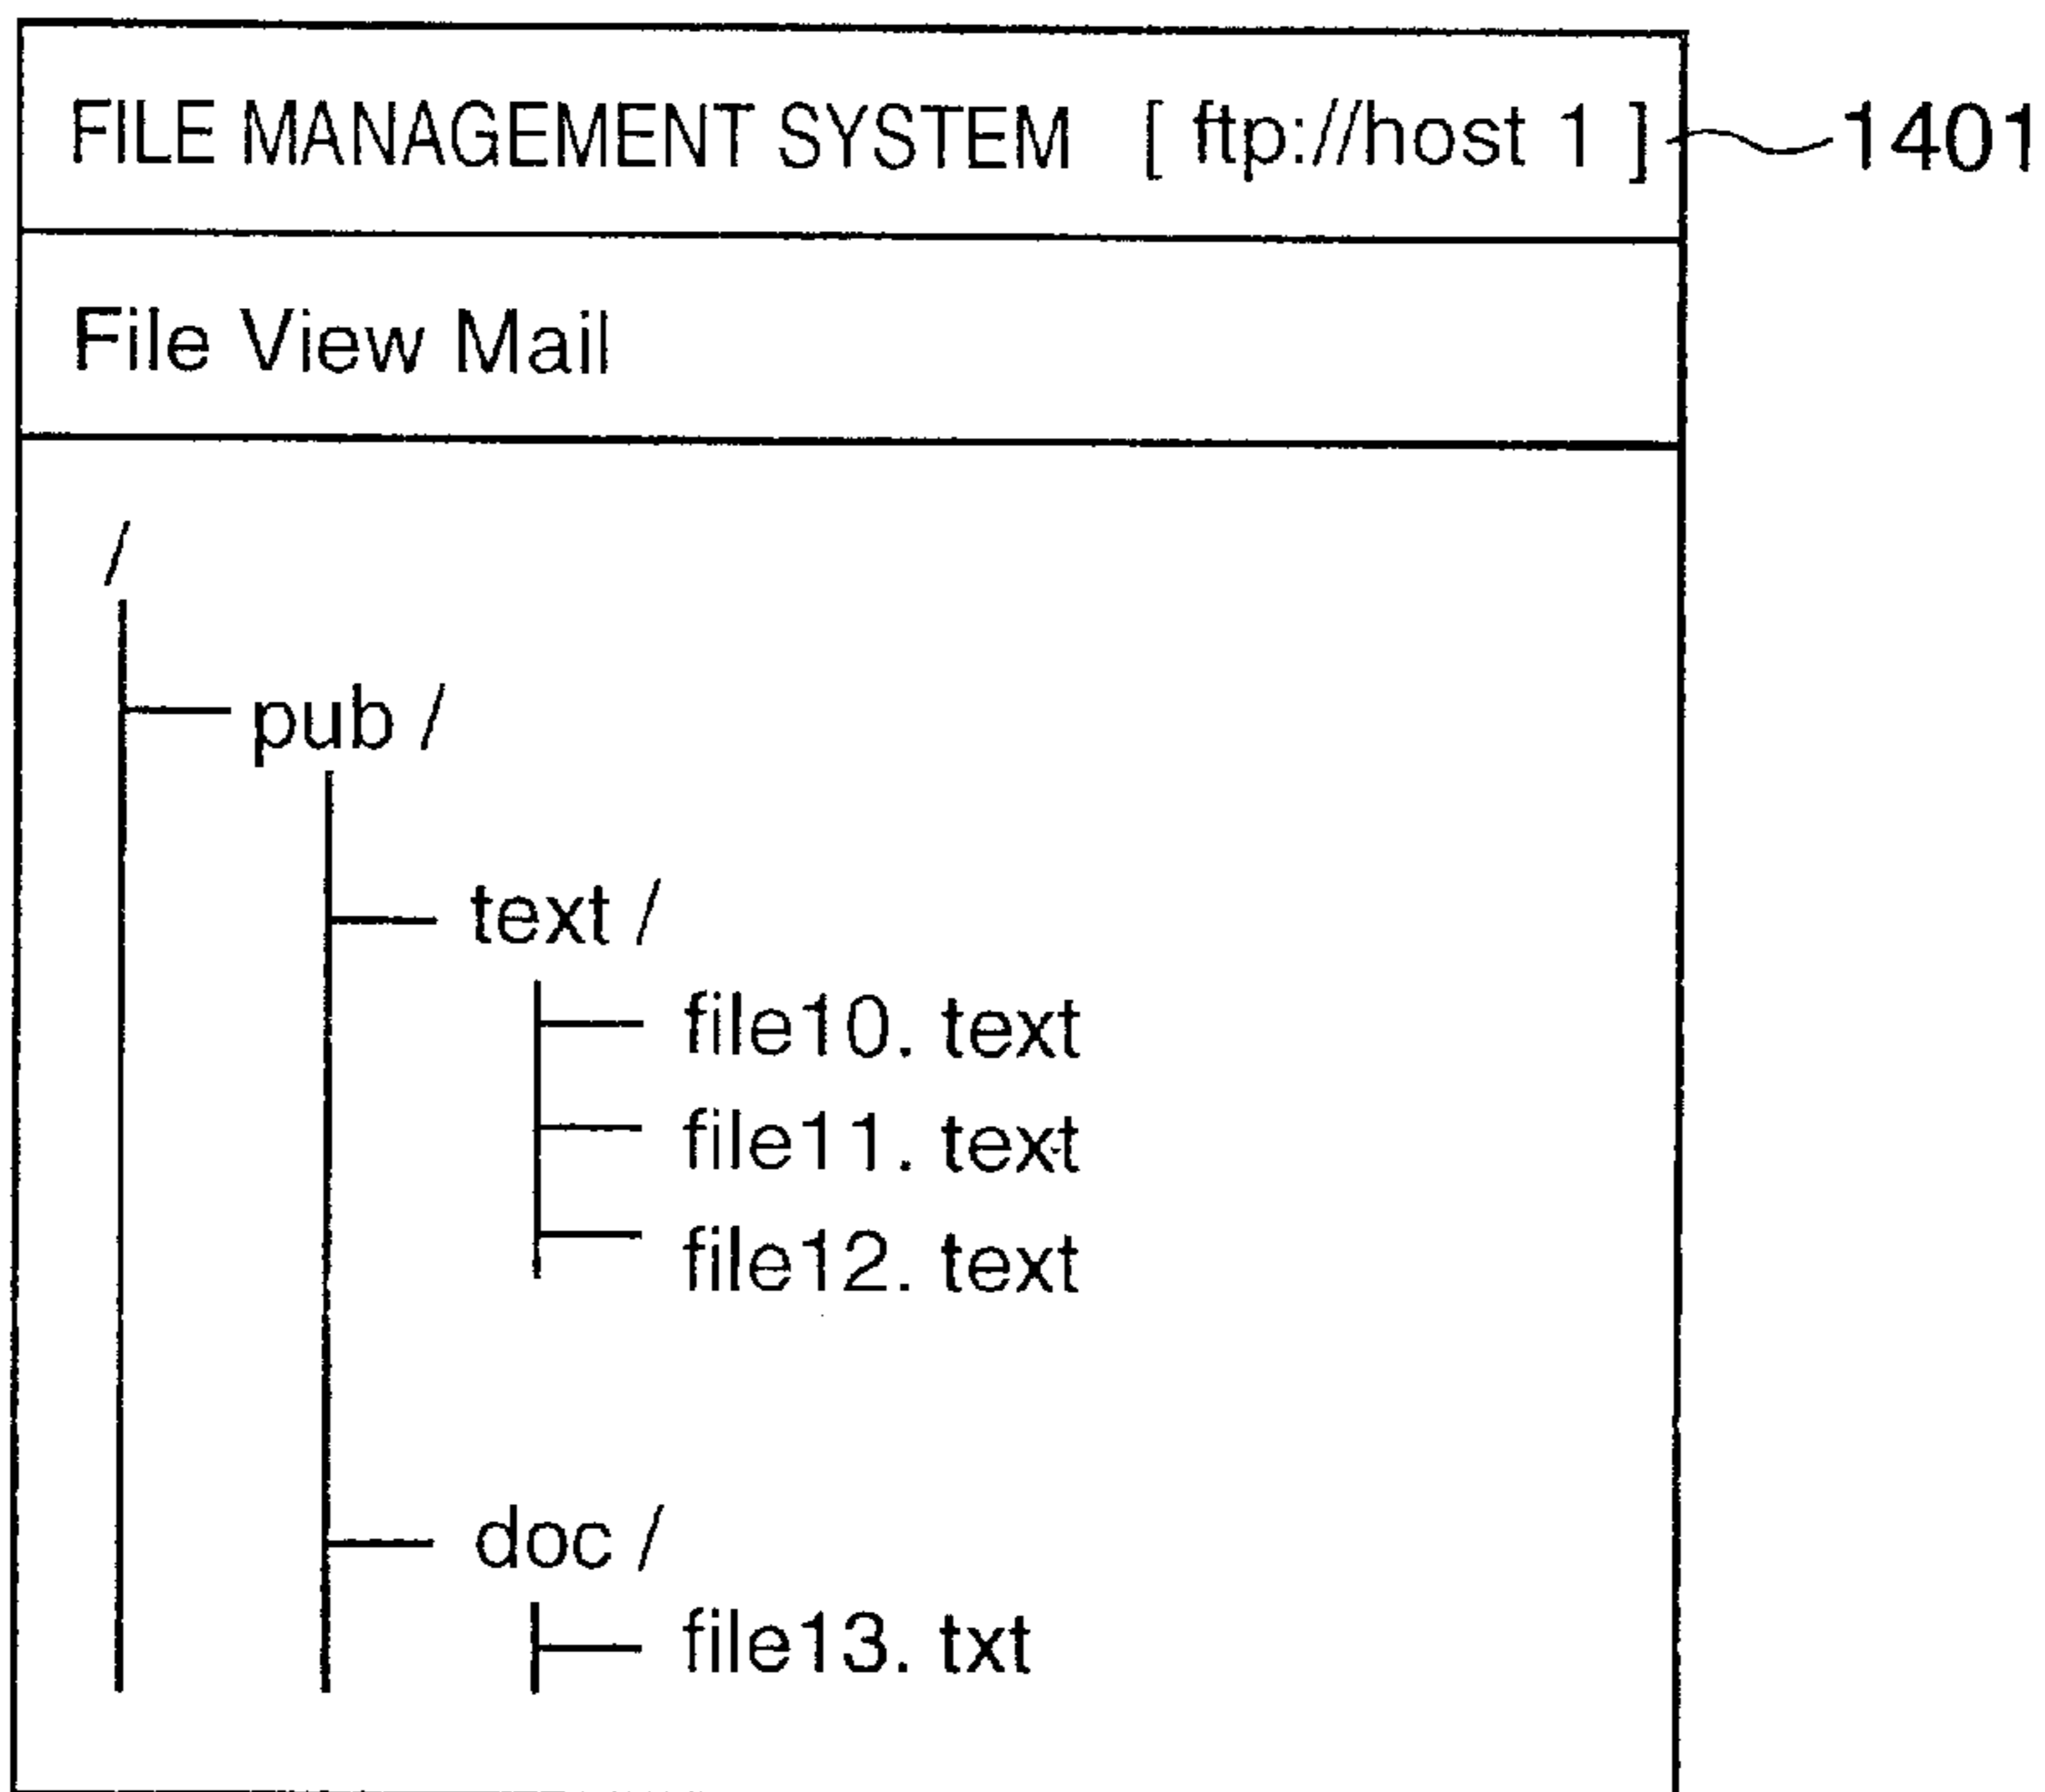 FILE MANAGEMENT SYSTEM [ ftp://host 1 ] 1401
File View Mail
/
pub /
text /
file10. text
file11. text
file12. text
doc /
file13. txt